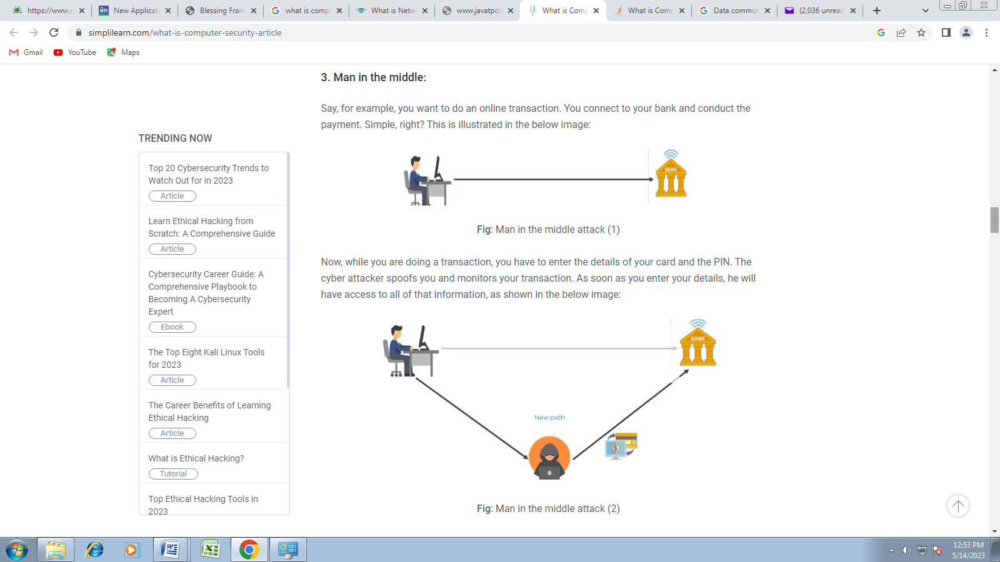 https://www.n
New Applicat
Blessing Fran
what is comp
What is Netw
www.javatpoi
What is Comp
What is Comp
Data commur
(2,036 unread
simplilearn.com/what-is-computer-security-article
Gmail
YouTube
Maps
3. Man in the middle:
Say, for example, you want to do an online transaction. You connect to your bank and conduct the
payment. Simple, right? This is illustrated in the below image:
TRENDING NOW
Top 20 Cybersecurity Trends to
Watch Out for in 2023
Article
Learn Ethical Hacking from
Scratch: A Comprehensive Guide
Article
Cybersecurity Career Guide: A
Comprehensive Playbook to
Becoming A Cybersecurity
Expert
Ebook
The Top Eight Kali Linux Tools
for 2023
Article
The Career Benefits of Learning
Ethical Hacking
Article
What is Ethical Hacking?
Tutorial
Top Ethical Hacking Tools in
2023
BANK
Fig: Man in the middle attack (1)
Now, while you are doing a transaction, you have to enter the details of your card and the PIN. The
cyber attacker spoofs you and monitors your transaction. As soon as you enter your details, he will
have access to all of that information, as shown in the below image:
BANK
New path
$
Fig: Man in the middle attack (2)
12:53 PM
5/14/2023